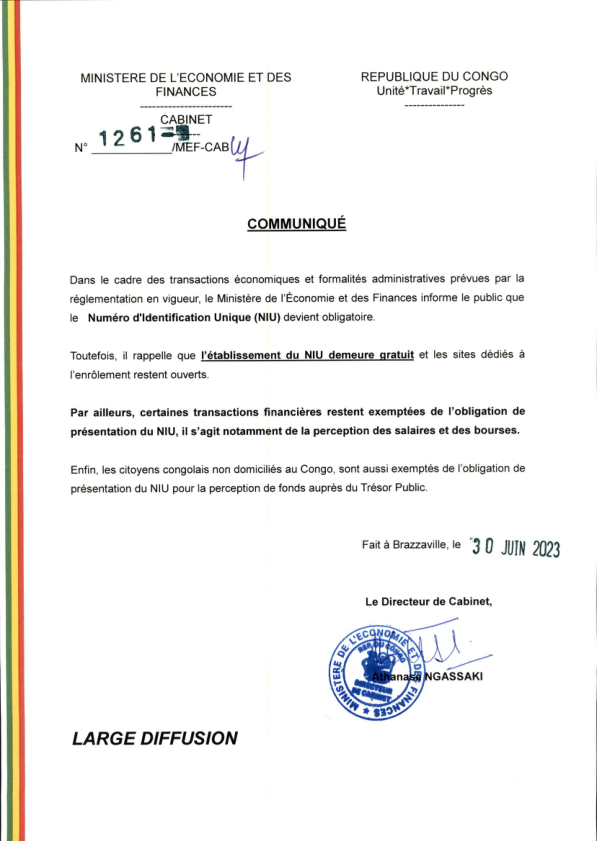 MINISTERE DE L'ECONOMIE ET DES
FINANCES
-----------------------
CABINET
N° 1261 /MEF-CAB
REPUBLIQUE DU CONGO
Unité*Travail*Progrès
---------------
COMMUNIQUÉ
Dans le cadre des transactions économiques et formalités administratives prévues par la
réglementation en vigueur, le Ministère de l'Économie et des Finances informe le public que
le Numéro d'Identification Unique (NIU) devient obligatoire.
Toutefois, il rappelle que l'établissement du NIU demeure gratuit et les sites dédiés à
l'enrôlement restent ouverts.
Par ailleurs, certaines transactions financières restent exemptées de l'obligation de
présentation du NIU, il s'agit notamment de la perception des salaires et des bourses.
Enfin, les citoyens congolais non domiciliés au Congo, sont aussi exemptés de l'obligation de
présentation du NIU pour la perception de fonds auprès du Trésor Public.
Fait à Brazzaville, le 30 JUIN 2023
Le Directeur de Cabinet,
MINISTERE DE L'ECONOMIE ET DES FINANCES
REP. DU CONGO
DIRECTEUR
DE CABINET
Athanase NGASSAKI
LARGE DIFFUSION